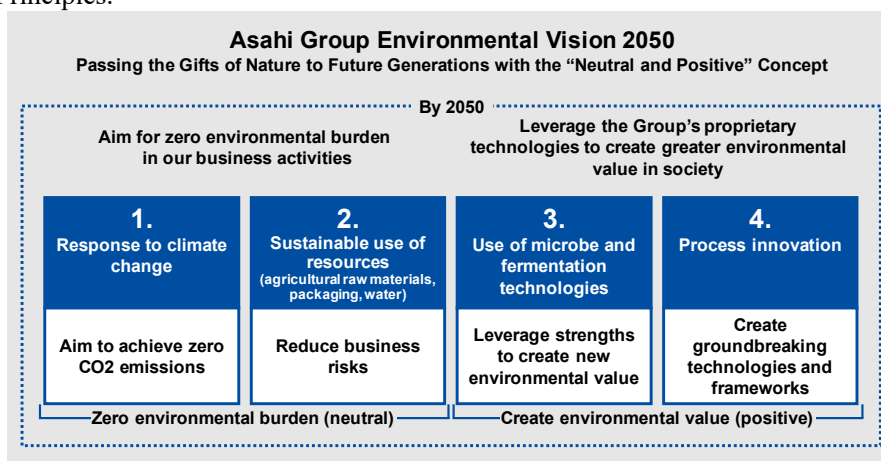 Principles.
Asahi Group Environmental Vision 2050
Passing the Gifts of Nature to Future Generations with the “Neutral and Positive” Concept
By 2050
Aim for zero environmental burden
in our business activities
Leverage the Group’s proprietary
technologies to create greater environmental
value in society
1.
Response to climate
change
Aim to achieve zero
CO2 emissions
2.
Sustainable use of
resources
(agricultural raw materials,
packaging, water)
Reduce business
risks
3.
Use of microbe and
fermentation
technologies
Leverage strengths
to create new
environmental value
4.
Process innovation
Create
groundbreaking
technologies and
frameworks
Zero environmental burden (neutral)
Create environmental value (positive)